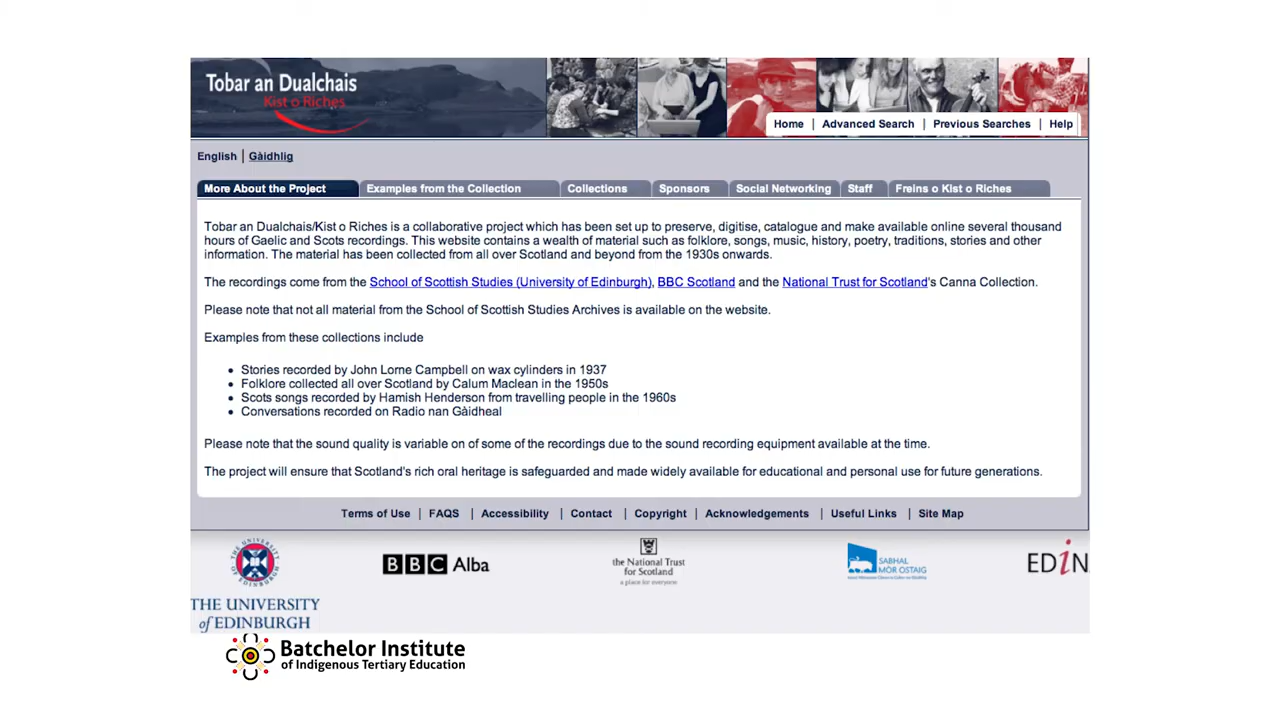 Tobar an Dualchais
Kist o Riches
Home | Advanced Search | Previous Searches | Help
English | Gàidhlig
More About the Project
Examples from the Collection
Collections
Sponsors
Social Networking
Staff
Freins o Kist o Riches
Tobar an Dualchais/Kist o Riches is a collaborative project which has been set up to preserve, digitise, catalogue and make available online several thousand
hours of Gaelic and Scots recordings. This website contains a wealth of material such as folklore, songs, music, history, poetry, traditions, stories and other
information. The material has been collected from all over Scotland and beyond from the 1930s onwards.
The recordings come from the School of Scottish Studies (University of Edinburgh), BBC Scotland and the National Trust for Scotland's Canna Collection.
Please note that not all material from the School of Scottish Studies Archives is available on the website.
Examples from these collections include
• Stories recorded by John Lorne Campbell on wax cylinders in 1937
• Folklore collected all over Scotland by Calum Maclean in the 1950s
• Scots songs recorded by Hamish Henderson from travelling people in the 1960s
• Conversations recorded on Radio nan Gàidheal
Please note that the sound quality is variable on of some of the recordings due to the sound recording equipment available at the time.
The project will ensure that Scotland's rich oral heritage is safeguarded and made widely available for educational and personal use for future generations.
Terms of Use | FAQS | Accessibility | Contact | Copyright | Acknowledgements | Useful Links | Site Map
THE UNIVERSITY
of EDINBURGH
BBC Alba
the National Trust
for Scotland
a place for everyone
SABHAL
MÒR OSTAIG
EDiN
Batchelor Institute
of Indigenous Tertiary Education